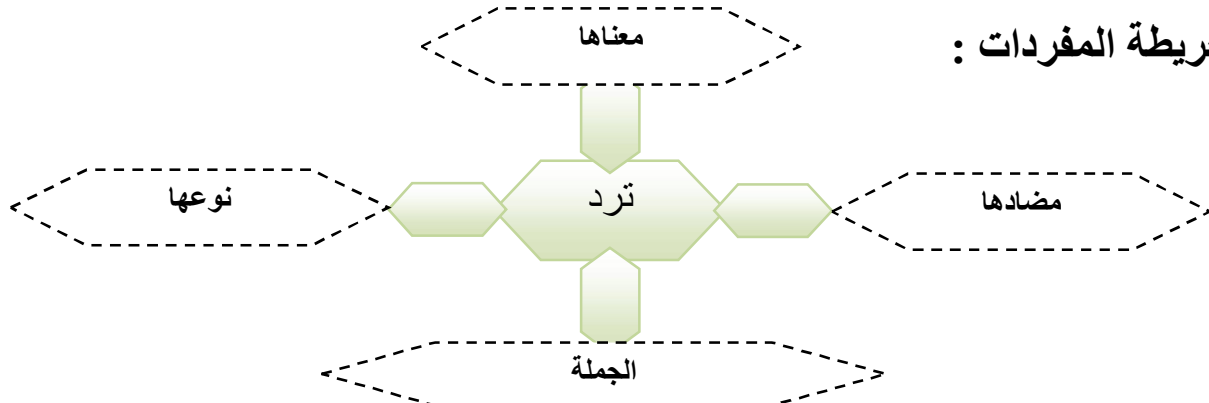 ريطة المفردات :
معناها
مضادها
ترد
نوعها
الجملة